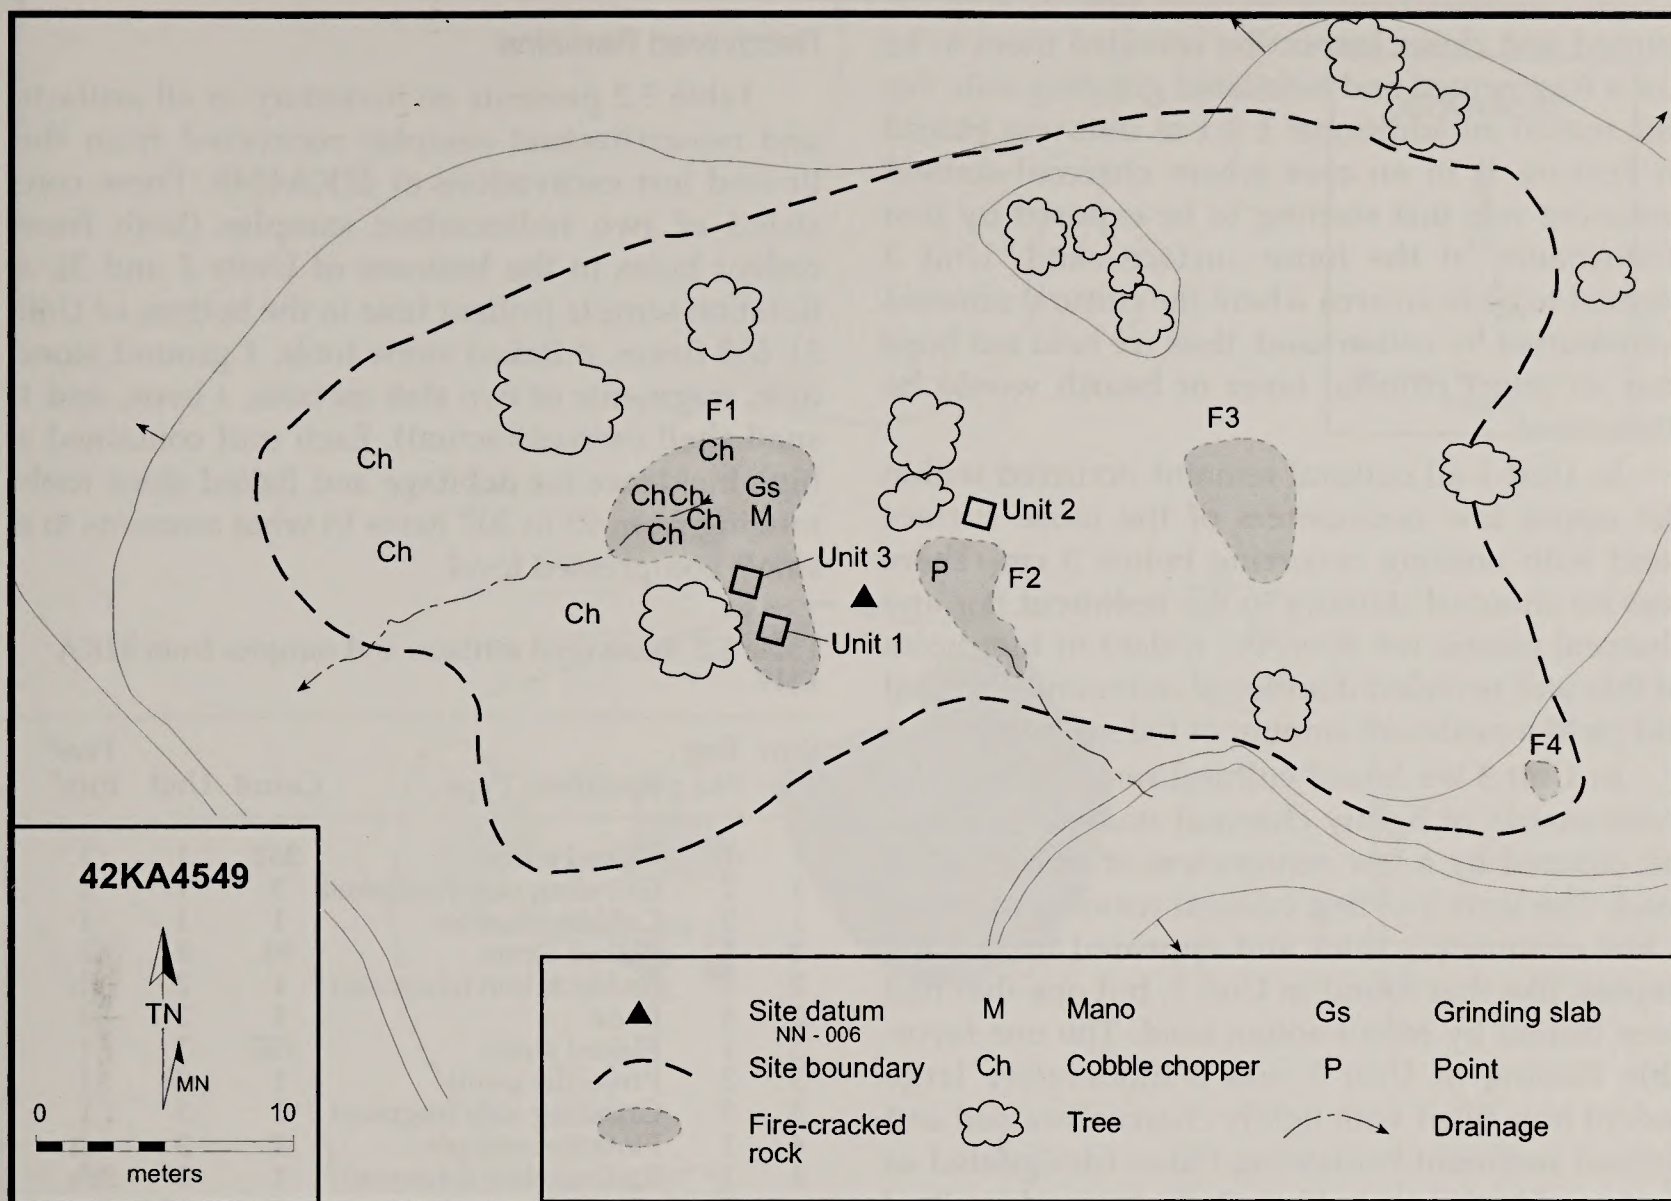 F1
Ch
Ch
Gs
ChCh
M
Ch
Ch
Ch
Ch
Unit 3
Unit 1
Unit 2
P
F2
F3
F4
42KA4549
TN
MN
0 10
meters
Site datum
NN - 006
Site boundary
Fire-cracked
rock
M Mano
Ch Cobble chopper
Tree
Gs Grinding slab
P Point
Drainage